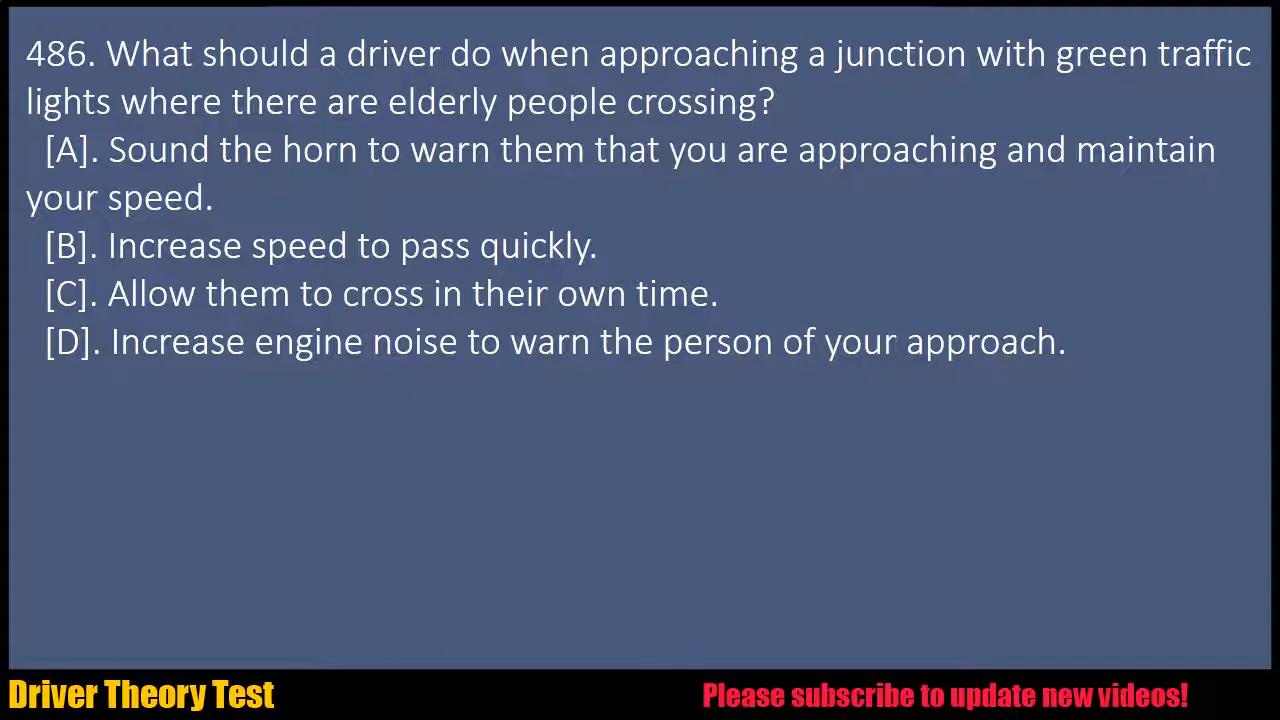 486. What should a driver do when approaching a junction with green traffic
lights where there are elderly people crossing?
[A]. Sound the horn to warn them that you are approaching and maintain
your speed.
[B]. Increase speed to pass quickly.
[C]. Allow them to cross in their own time.
[D]. Increase engine noise to warn the person of your approach.
Driver Theory Test
Please subscribe to update new videos!